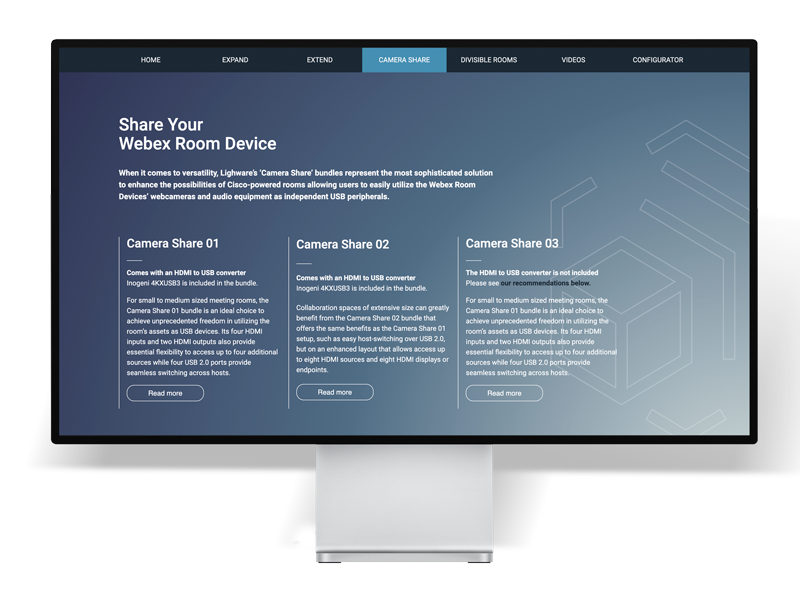 HOME EXPAND EXTEND CAMERA SHARE DIVISIBLE ROOMS VIDEOS CONFIGURATOR
Share Your
Webex Room Device
When it comes to versatility, Lighware's 'Camera Share' bundles represent the most sophisticated solution
to enhance the possibilities of Cisco-powered rooms allowing users to easily utilize the Webex Room
Devices' webcameras and audio equipment as independent USB peripherals.
Camera Share 01
Comes with an HDMI to USB converter
Inogeni 4KXUSB3 is included in the bundle.
For small to medium sized meeting rooms, the
Camera Share 01 bundle is an ideal choice to
achieve unprecedented freedom in utilizing the
room's assets as USB devices. Its four HDMI
inputs and two HDMI outputs also provide
essential flexibility to access up to four additional
sources while four USB 2.0 ports provide
seamless switching across hosts.
Read more
Camera Share 02
Comes with an HDMI to USB converter
Inogeni 4KXUSB3 is included in the bundle.
Collaboration spaces of extensive size can greatly
benefit from the Camera Share 02 bundle that
offers the same benefits as the Camera Share 01
setup, such as easy host-switching over USB 2.0,
but on an enhanced layout that allows access up
to eight HDMI sources and eight HDMI displays or
endpoints.
Read more
Camera Share 03
The HDMI to USB converter is not included
Please see our recommendations below.
For small to medium sized meeting rooms, the
Camera Share 01 bundle is an ideal choice to
achieve unprecedented freedom in utilizing the
room's assets as USB devices. Its four HDMI
inputs and two HDMI outputs also provide
essential flexibility to access up to four additional
sources while four USB 2.0 ports provide
seamless switching across hosts.
Read more